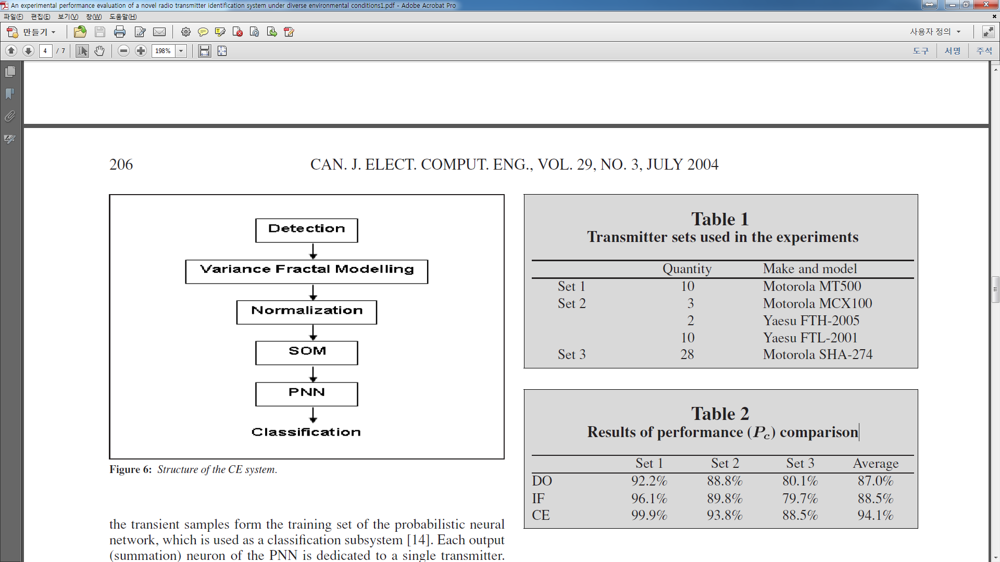 An experimental performance evaluation of a novel radio transmitter identification system under diverse environmental conditions1.pdf - Adobe Acrobat Pro
파일(F) 편집(E) 보기(V) 창(W) 도움말(H)
만들기
사용자 정의
4 / 7
198%
도구 서명 주석
206
CAN. J. ELECT. COMPUT. ENG., VOL. 29, NO. 3, JULY 2004
Detection
Variance Fractal Modelling
Normalization
SOM
PNN
Classification
Figure 6: Structure of the CE system.
the transient samples form the training set of the probabilistic neural
network, which is used as a classification subsystem [14]. Each output
(summation) neuron of the PNN is dedicated to a single transmitter.
Table 1
Transmitter sets used in the experiments
Quantity Make and model
Set 1 10 Motorola MT500
Set 2 3 Motorola MCX100
2 Yaesu FTH-2005
10 Yaesu FTL-2001
Set 3 28 Motorola SHA-274
Table 2
Results of performance (Pc) comparison
Set 1 Set 2 Set 3 Average
DO 92.2% 88.8% 80.1% 87.0%
IF 96.1% 89.8% 79.7% 88.5%
CE 99.9% 93.8% 88.5% 94.1%